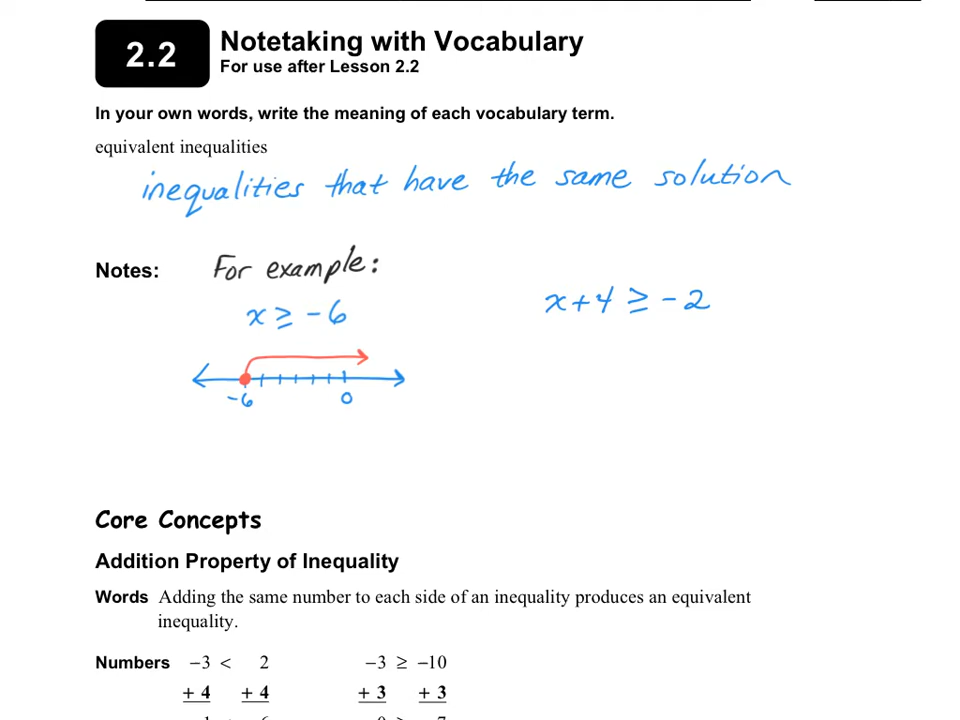 2.2
Notetaking with Vocabulary
For use after Lesson 2.2
In your own words, write the meaning of each vocabulary term.
equivalent inequalities
inequalities that have the same solution
Notes: For example:
x ≥ -6
x + 4 ≥ -2
-6 0
Core Concepts
Addition Property of Inequality
Words Adding the same number to each side of an inequality produces an equivalent
inequality.
Numbers −3 < 2 −3 ≥ −10
+ 4 + 4 + 3 + 3